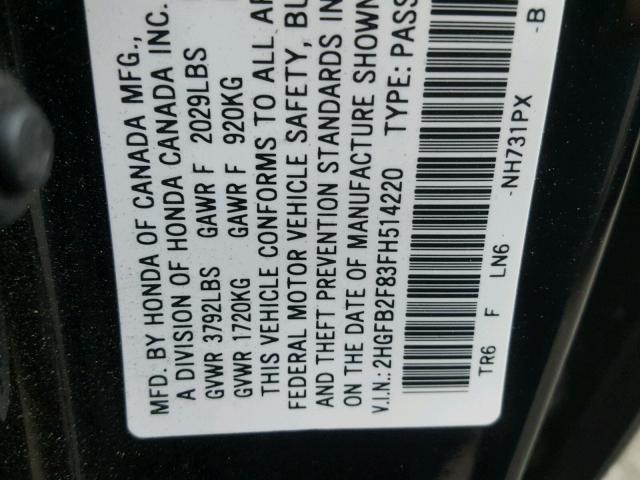 MFD. BY HONDA OF CANADA MFG.,
A DIVISION OF HONDA CANADA INC.
GVWR 3792LBS GAWR F 2029LBS
GVWR 1720KG GAWR F 920KG
THIS VEHICLE CONFORMS TO ALL AP
FEDERAL MOTOR VEHICLE SAFETY, BU
AND THEFT PREVENTION STANDARDS IN
ON THE DATE OF MANUFACTURE SHOWN
V.I.N.: 2HGFB2F83FH514220 TYPE: PASS
TR6 F LN6 -NH731PX -B